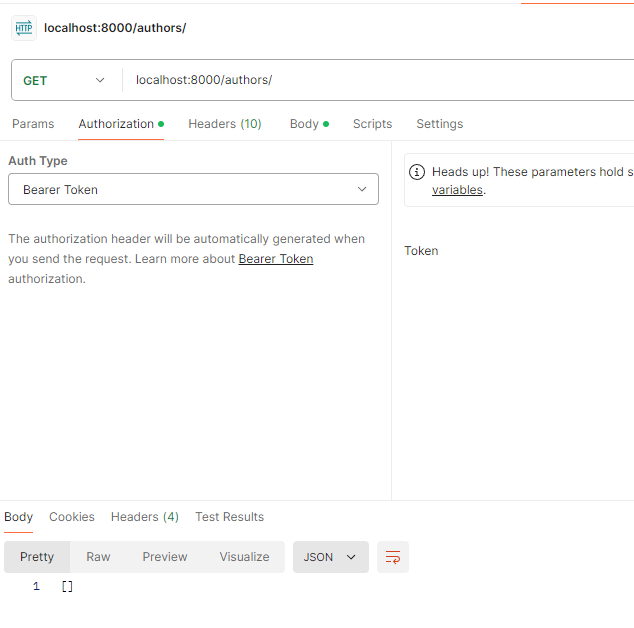 HTTP localhost:8000/authors/
GET localhost:8000/authors/
Params Authorization Headers (10) Body Scripts Settings
Auth Type
Bearer Token
The authorization header will be automatically generated when
you send the request. Learn more about Bearer Token
authorization.
Heads up! These parameters hold s
variables.
Token
Body Cookies Headers (4) Test Results
Pretty Raw Preview Visualize JSON
1 []